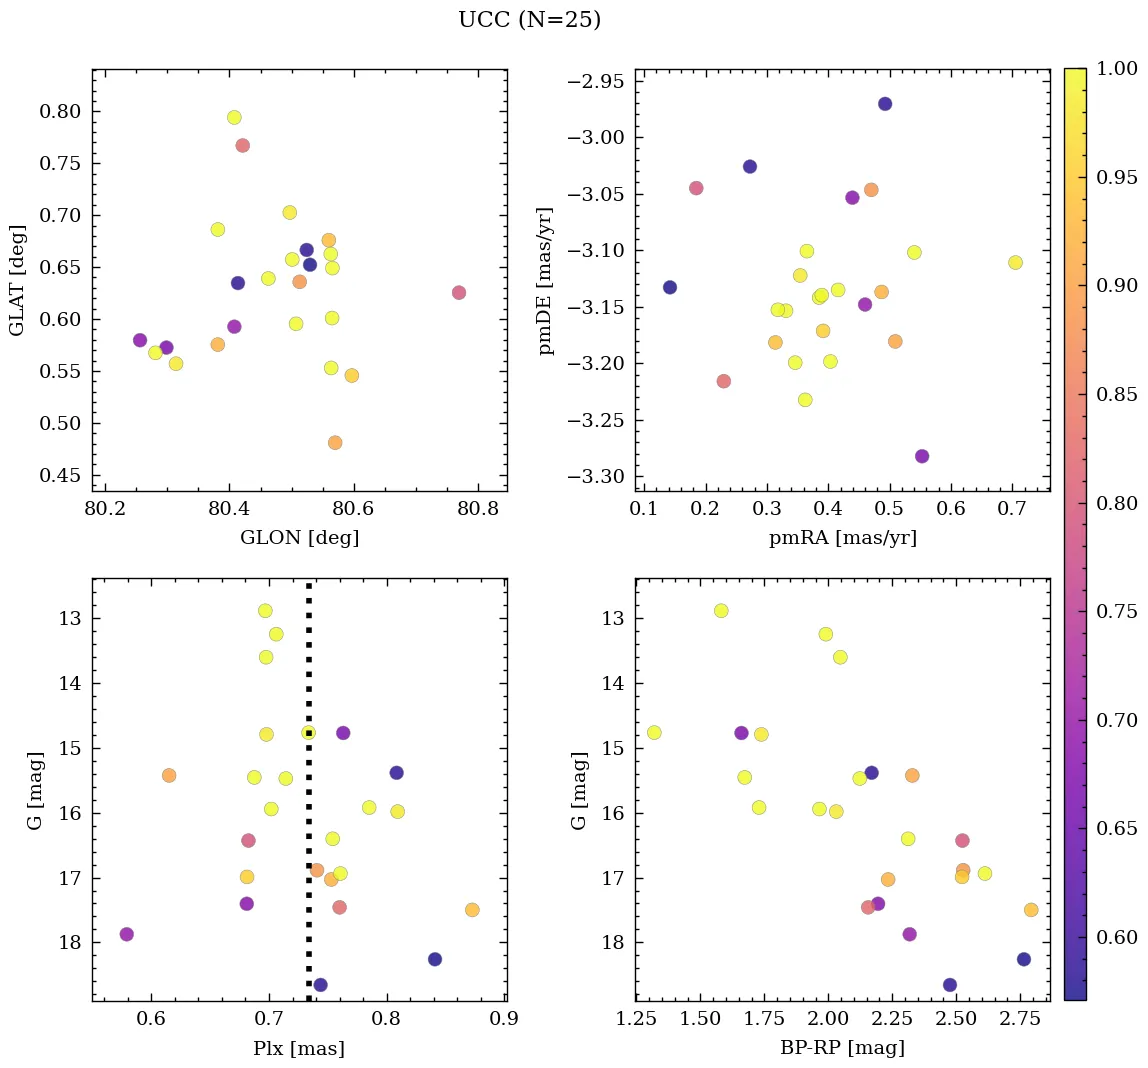 UCC (N=25)
0.80
0.75
0.70
0.65
0.60
0.55
0.50
0.45
GLAT [deg]
80.2 80.4 80.6 80.8
GLON [deg]
−2.95
−3.00
−3.05
−3.10
−3.15
−3.20
−3.25
−3.30
pmDE [mas/yr]
0.1 0.2 0.3 0.4 0.5 0.6 0.7
pmRA [mas/yr]
13
14
15
16
17
18
G [mag]
0.6 0.7 0.8 0.9
Plx [mas]
13
14
15
16
17
18
G [mag]
1.25 1.50 1.75 2.00 2.25 2.50 2.75
BP-RP [mag]
1.00
0.95
0.90
0.85
0.80
0.75
0.70
0.65
0.60